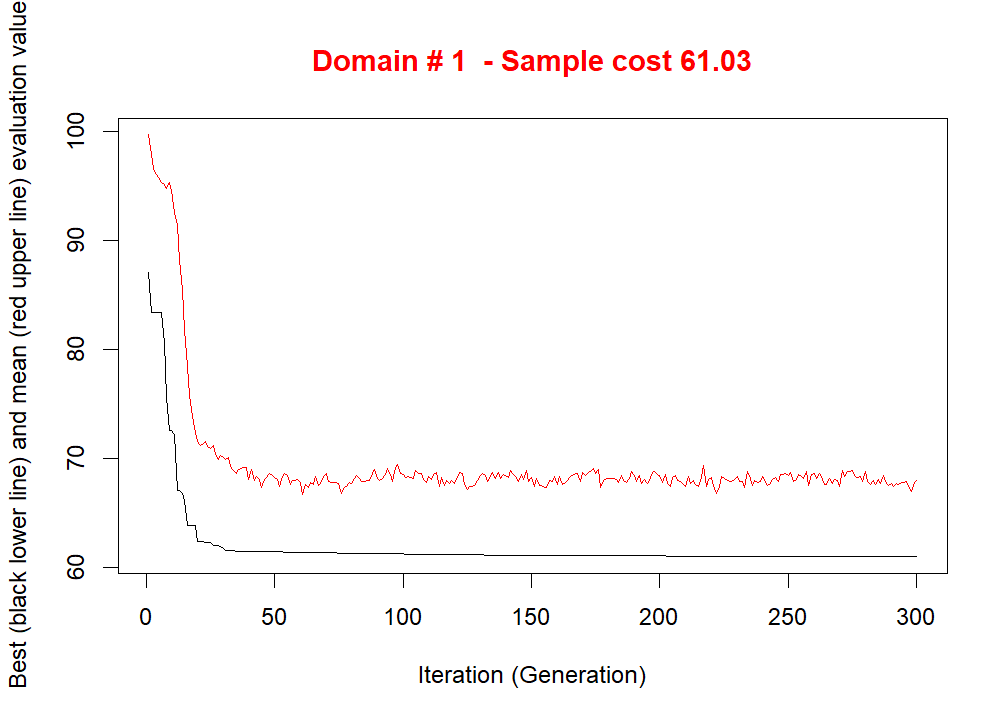 Domain # 1  - Sample cost 61.03
Best (black lower line) and mean (red upper line) evaluation value
100
90
80
70
60
0 50 100 150 200 250 300
Iteration (Generation)